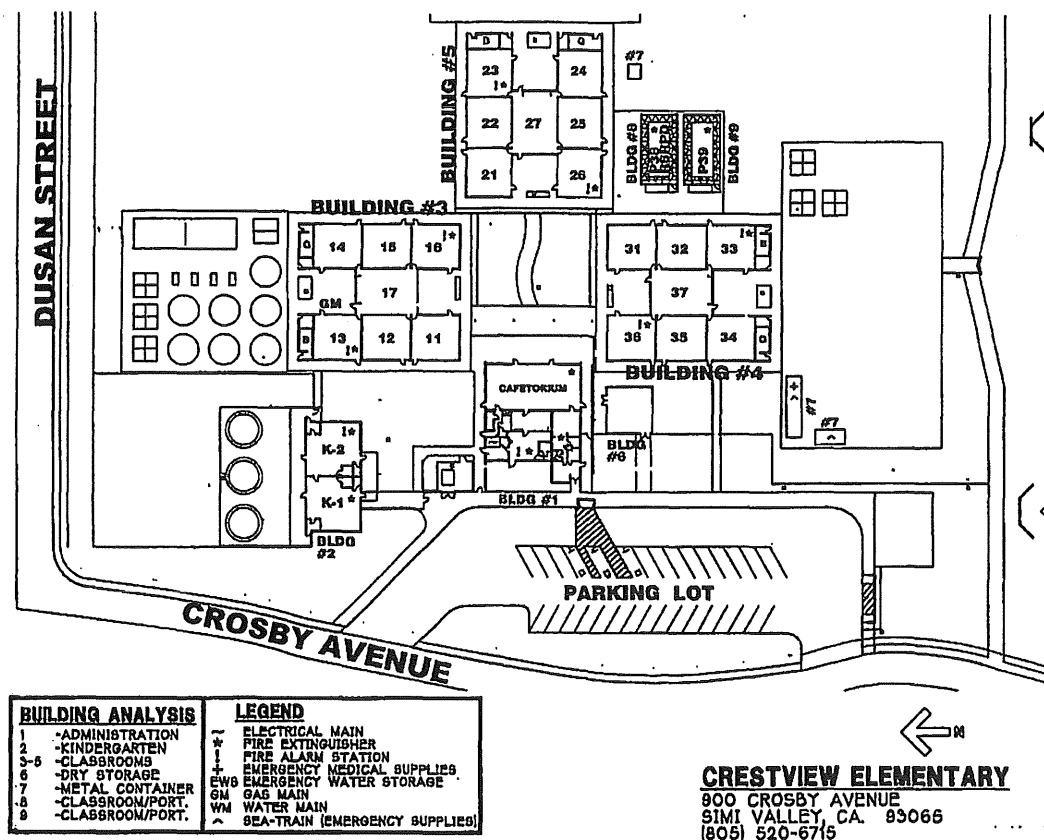 DUSAN STREET
BUILDING #5
23
24
22
27
25
21
26
#7
BLDG #8
P38
P39
BLDG #9
BUILDING #3
14
15
16
17
GM
13
12
11
31
32
33
37
36
35
34
BUILDING #4
CAFETORIUM
BLDG #6
#7
#7
K-2
K-1
BLDG #2
BLDG #1
PARKING LOT
CROSBY AVENUE
BUILDING ANALYSIS
1 -ADMINISTRATION
2 -KINDERGARTEN
3-5 -CLASSROOMS
6 -DRY STORAGE
7 -METAL CONTAINER
8 -CLASSROOM/PORT.
9 -CLASSROOM/PORT.
LEGEND
~ ELECTRICAL MAIN
* FIRE EXTINGUISHER
! FIRE ALARM STATION
+ EMERGENCY MEDICAL SUPPLIES
EWS EMERGENCY WATER STORAGE
GM GAS MAIN
WM WATER MAIN
^ SEA-TRAIN (EMERGENCY SUPPLIES)
N
CRESTVIEW ELEMENTARY
900 CROSBY AVENUE
SIMI VALLEY, CA. 93065
(805) 520-6715